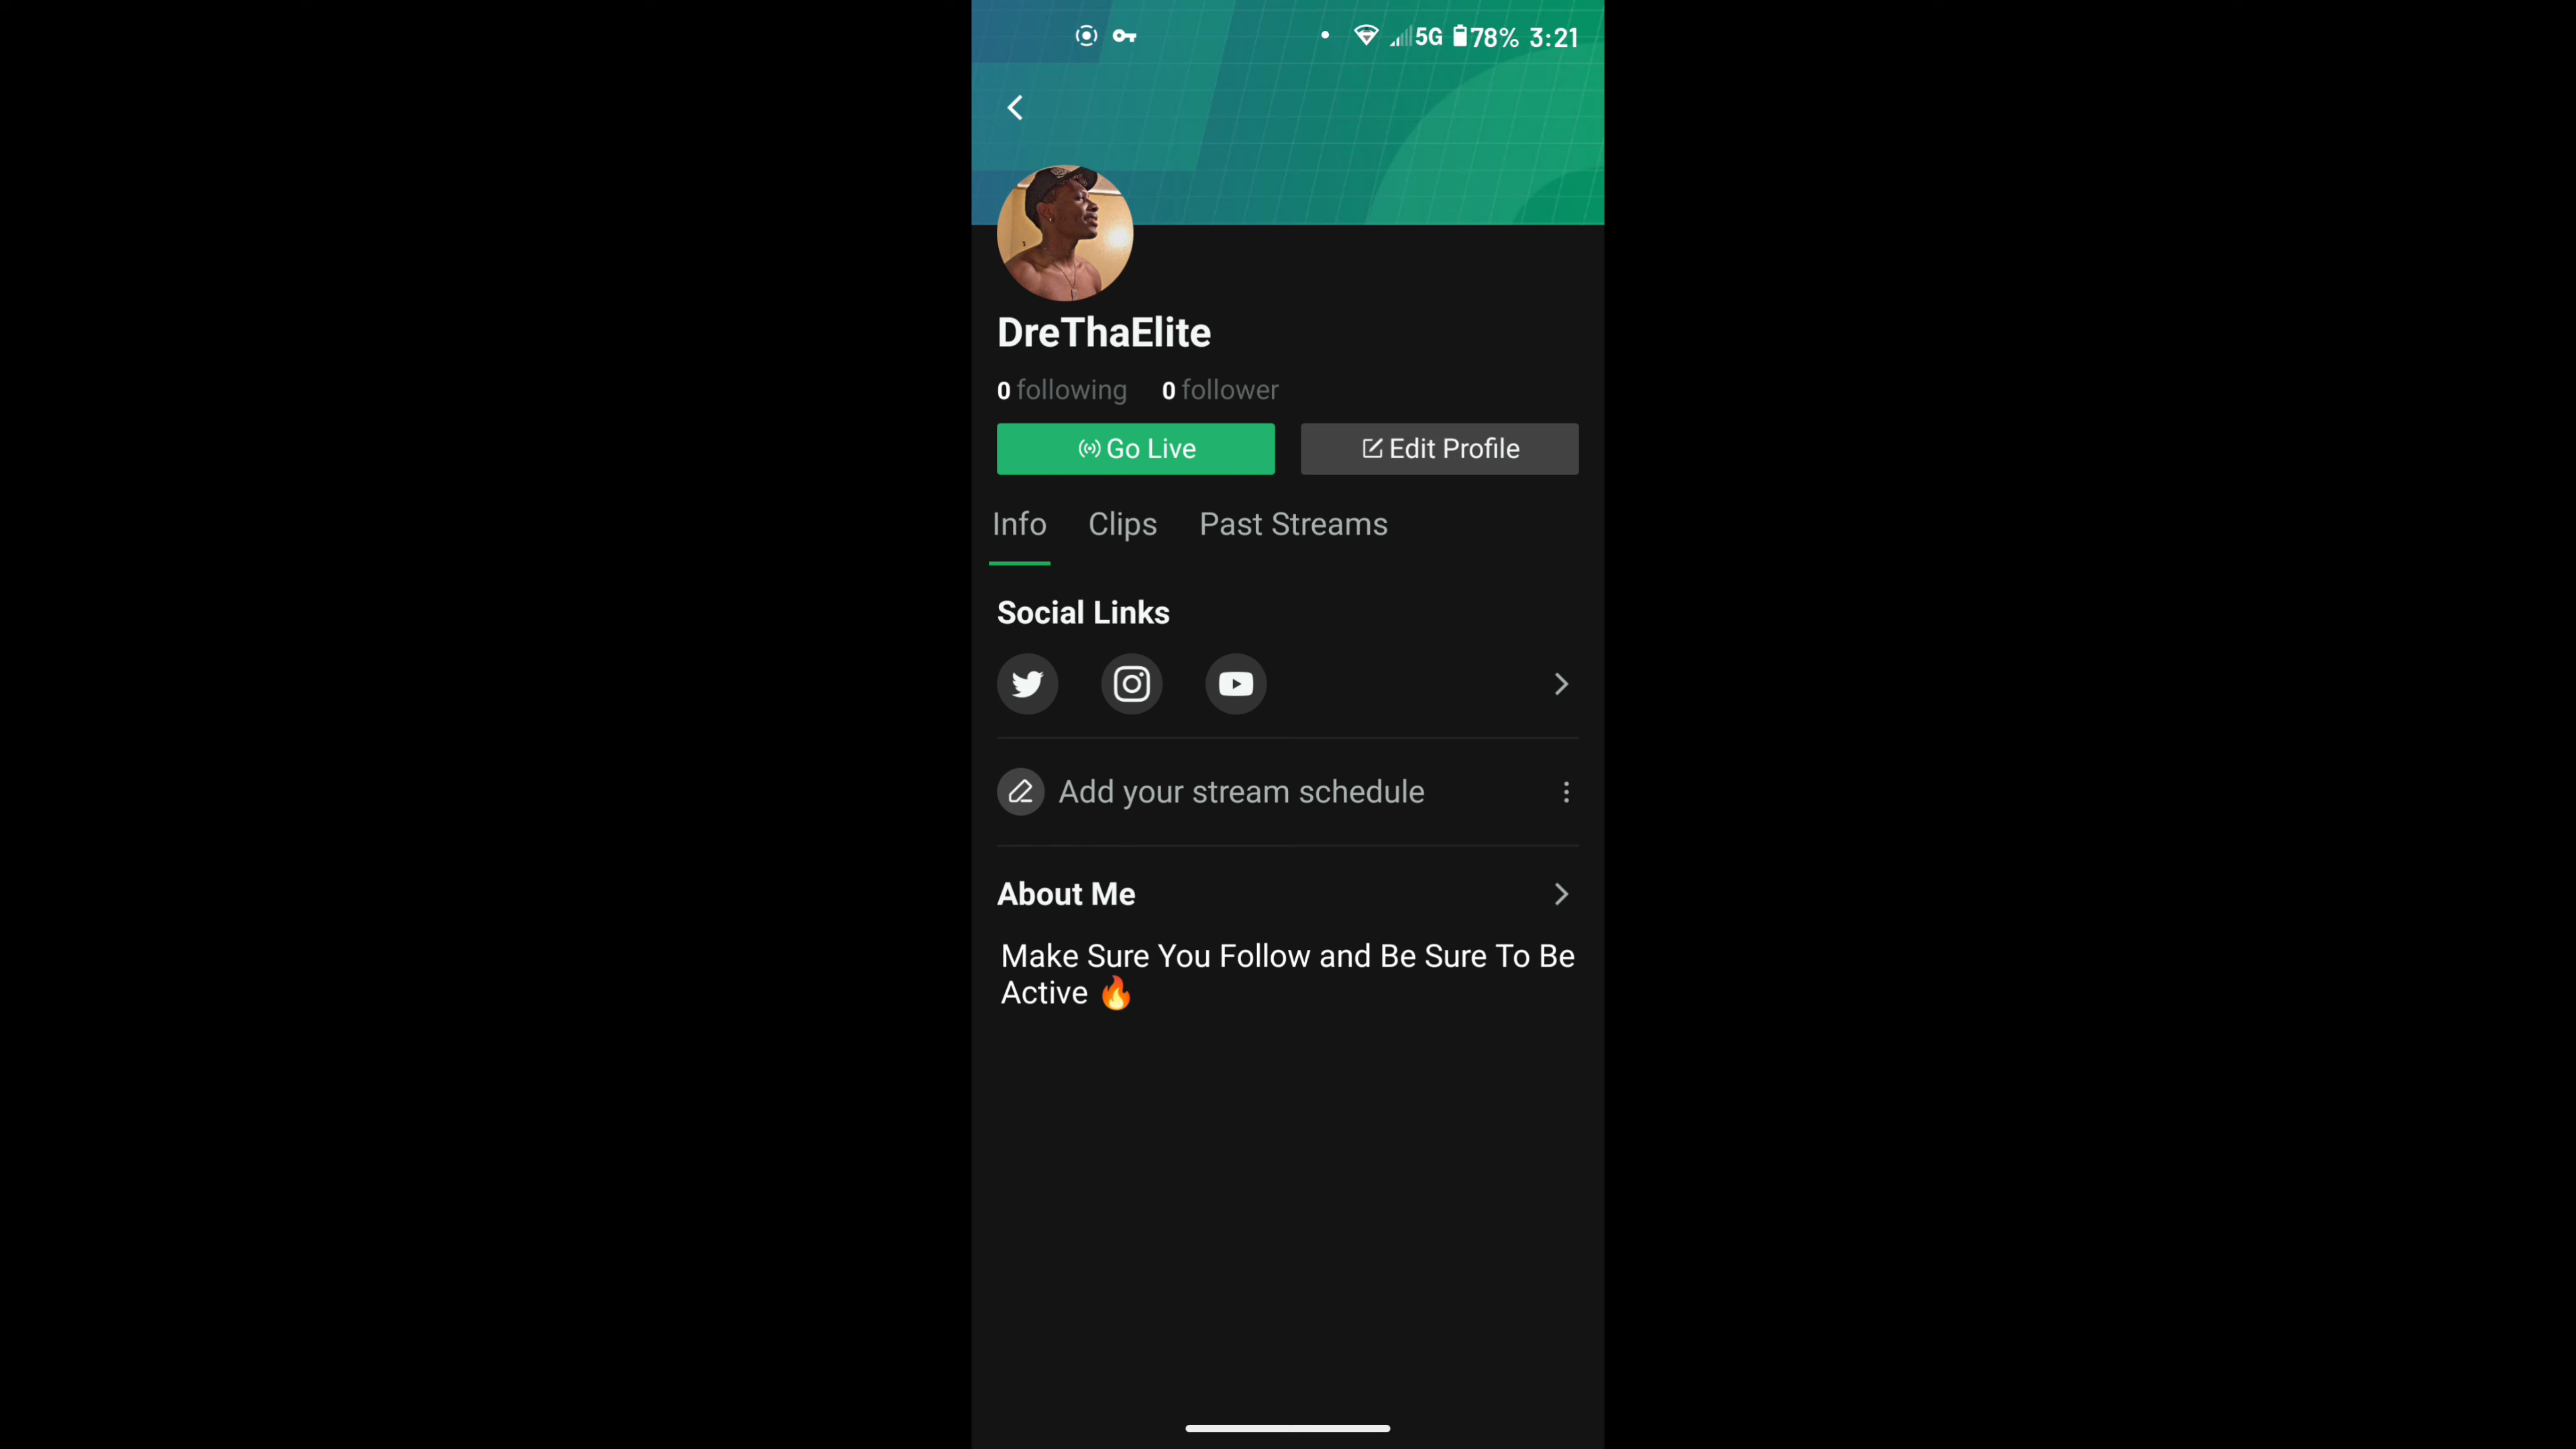 5G 78% 3:21
DreThaElite
0 following 0 follower
Go Live Edit Profile
Info Clips Past Streams
Social Links
Add your stream schedule
About Me
Make Sure You Follow and Be Sure To Be
Active 🔥